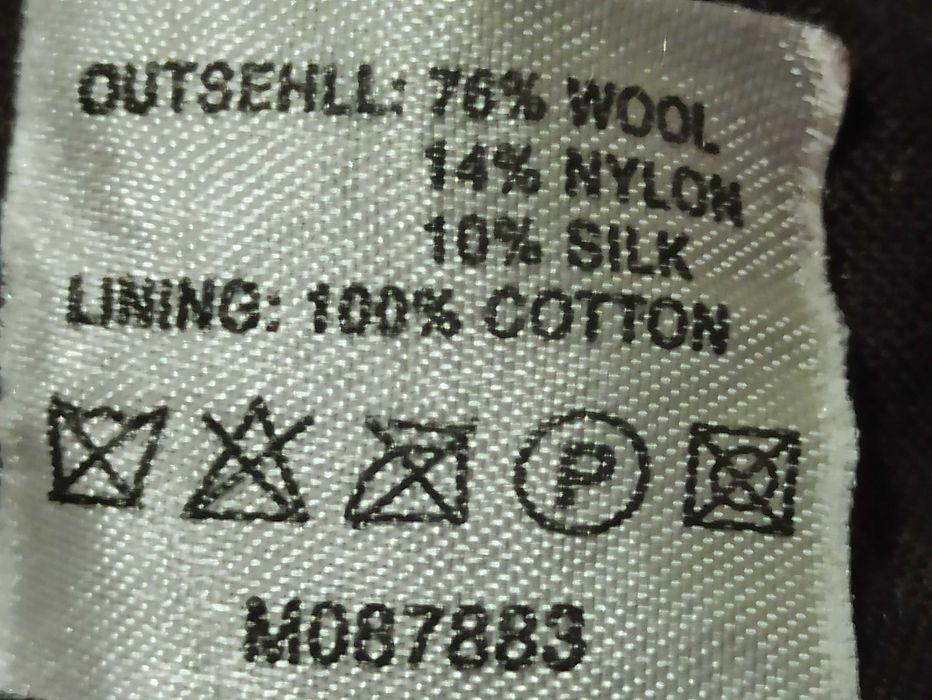 OUTSEHLL: 76% WOOL
14% NYLON
10% SILK
LINING: 100% COTTON
P
M087883